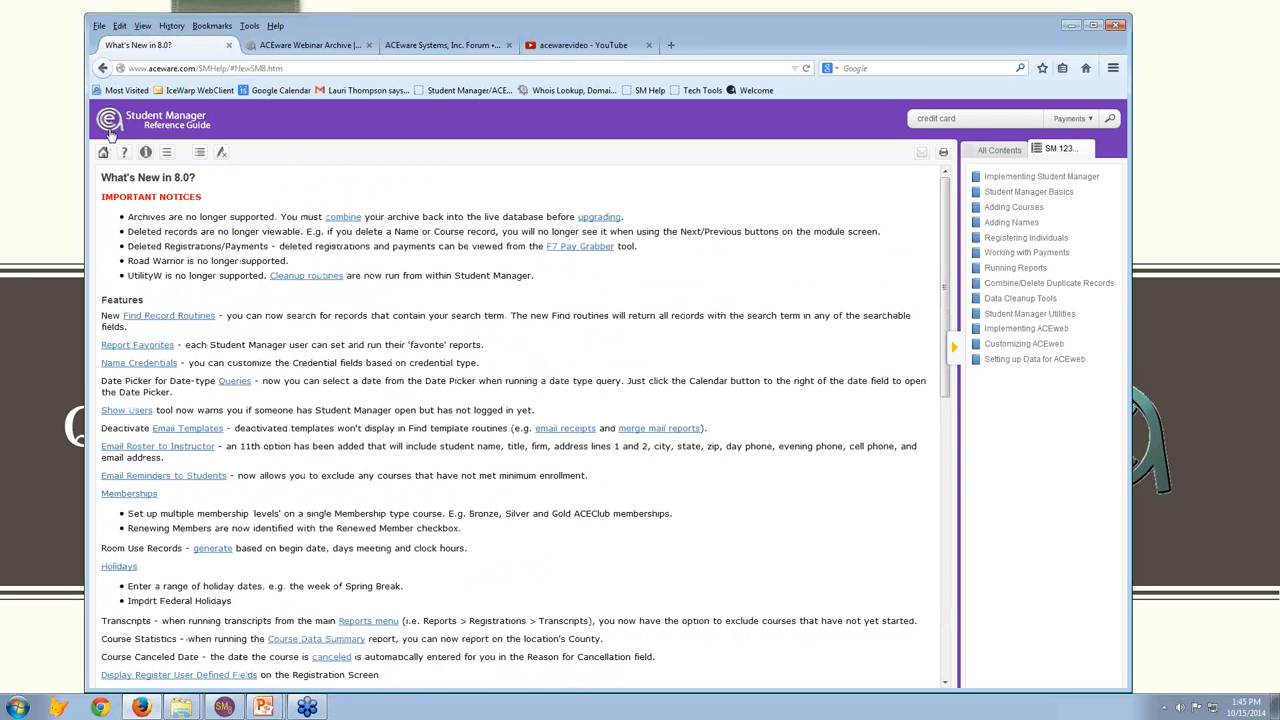 File Edit View History Bookmarks Tools Help
What's New in 8.0? ACEware Webinar Archive |... ACEware Systems, Inc. Forum •... acewarevideo - YouTube
www.aceware.com/SMHelp/#NewSM8.htm Google
Most Visited IceWarp WebClient Google Calendar Lauri Thompson says... Student Manager/ACE... Whois Lookup, Domai... SM Help Tech Tools Welcome
Student Manager
Reference Guide
credit card Payments
All Contents SM 123...
What's New in 8.0?
IMPORTANT NOTICES
• Archives are no longer supported. You must combine your archive back into the live database before upgrading.
• Deleted records are no longer viewable. E.g. if you delete a Name or Course record, you will no longer see it when using the Next/Previous buttons on the module screen.
• Deleted Registrations/Payments - deleted registrations and payments can be viewed from the F7 Pay Grabber tool.
• Road Warrior is no longer supported.
• UtilityW is no longer supported. Cleanup routines are now run from within Student Manager.
Features
New Find Record Routines - you can now search for records that contain your search term. The new Find routines will return all records with the search term in any of the searchable
fields.
Report Favorites - each Student Manager user can set and run their 'favorite' reports.
Name Credentials - you can customize the Credential fields based on credential type.
Date Picker for Date-type Queries - now you can select a date from the Date Picker when running a date type query. Just click the Calendar button to the right of the date field to open
the Date Picker.
Show Users tool now warns you if someone has Student Manager open but has not logged in yet.
Deactivate Email Templates - deactivated templates won't display in Find template routines (e.g. email receipts and merge mail reports).
Email Roster to Instructor - an 11th option has been added that will include student name, title, firm, address lines 1 and 2, city, state, zip, day phone, evening phone, cell phone, and
email address.
Email Reminders to Students - now allows you to exclude any courses that have not met minimum enrollment.
Memberships
• Set up multiple membership 'levels' on a single Membership type course. E.g. Bronze, Silver and Gold ACEClub memberships.
• Renewing Members are now identified with the Renewed Member checkbox.
Room Use Records - generate based on begin date, days meeting and clock hours.
Holidays
• Enter a range of holiday dates, e.g. the week of Spring Break.
• Import Federal Holidays
Transcripts - when running transcripts from the main Reports menu (i.e. Reports > Registrations > Transcripts), you now have the option to exclude courses that have not yet started.
Course Statistics - when running the Course Data Summary report, you can now report on the location's County.
Course Canceled Date - the date the course is canceled is automatically entered for you in the Reason for Cancellation field.
Display Register User Defined Fields on the Registration Screen
Implementing Student Manager
Student Manager Basics
Adding Courses
Adding Names
Registering Individuals
Working with Payments
Running Reports
Combine/Delete Duplicate Records
Data Cleanup Tools
Student Manager Utilities
Implementing ACEweb
Customizing ACEweb
Setting up Data for ACEweb
1:45 PM
10/15/2014